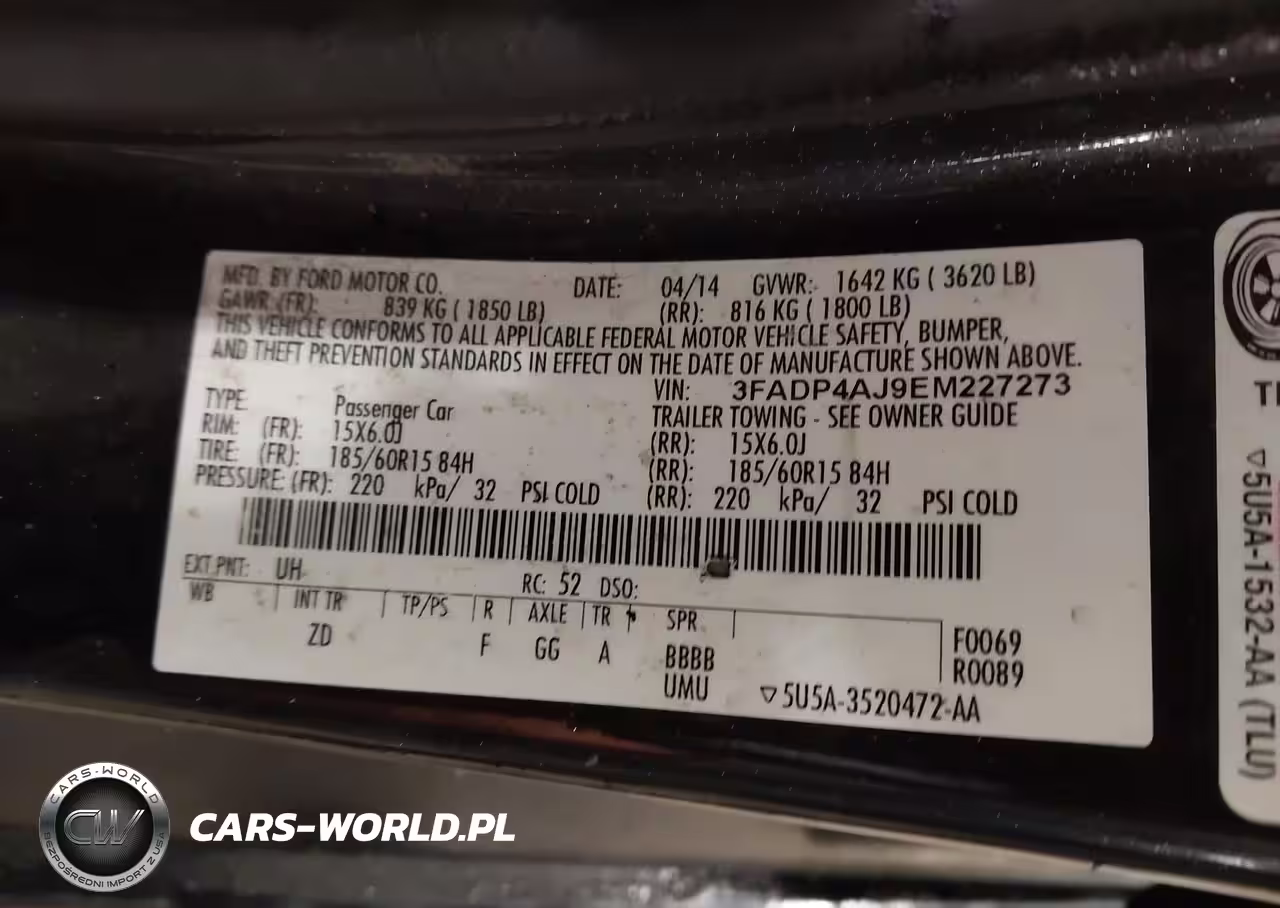 MFD. BY FORD MOTOR CO. DATE: 04/14 GVWR: 1642 KG ( 3620 LB)
GAWR (FR): 839 KG ( 1850 LB) (RR): 816 KG ( 1800 LB)
THIS VEHICLE CONFORMS TO ALL APPLICABLE FEDERAL MOTOR VEHICLE SAFETY, BUMPER,
AND THEFT PREVENTION STANDARDS IN EFFECT ON THE DATE OF MANUFACTURE SHOWN ABOVE.
VIN: 3FADP4AJ9EM227273
TYPE Passenger Car TRAILER TOWING - SEE OWNER GUIDE
RIM: (FR): 15X6.0J (RR): 15X6.0J
TIRE: (FR): 185/60R15 84H (RR): 185/60R15 84H
PRESSURE: (FR): 220 kPa/ 32 PSI COLD (RR): 220 kPa/ 32 PSI COLD
EXT PNT: UH RC: 52 DSO:
WB INT TR TP/PS R AXLE TR SPR
ZD F GG A BBBB F0069
UMU R0089
▽5U5A-3520472-AA
▽5U5A-1532-AA (TLU)
CARS-WORLD
CW
BEZPOŚREDNI IMPORT Z USA
CARS-WORLD.PL